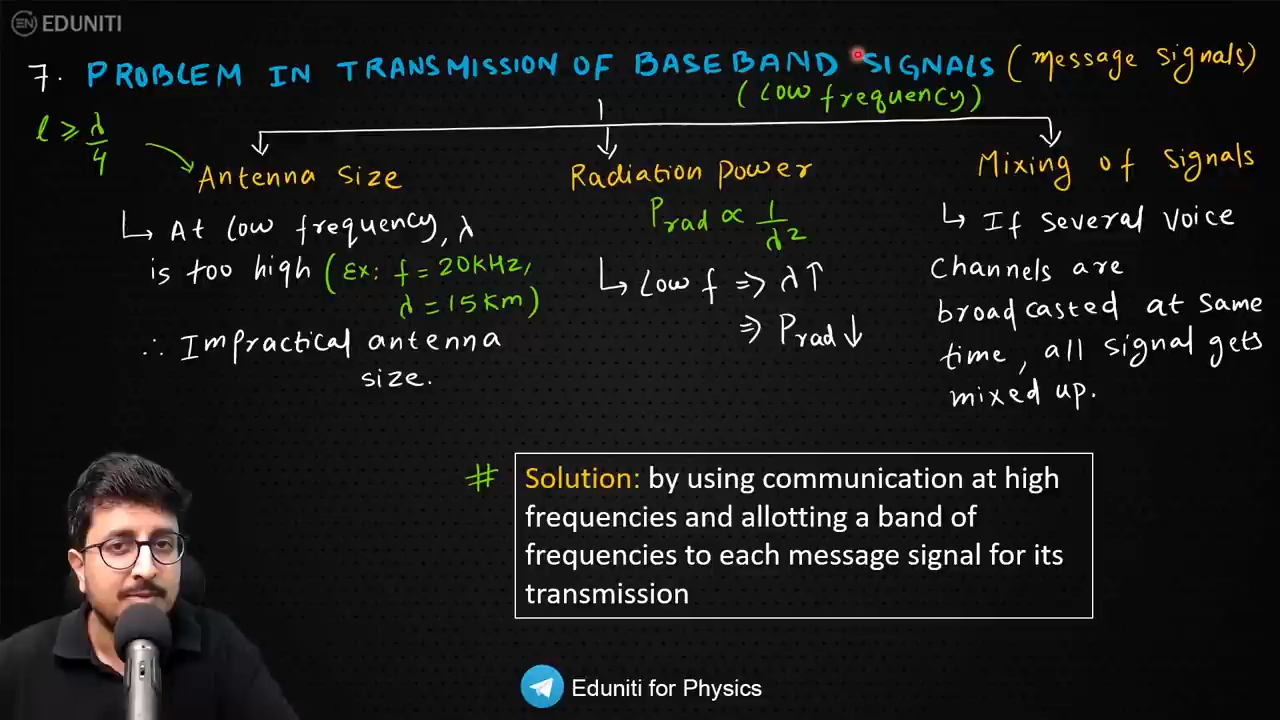 EN EDUNITI
7. PROBLEM IN TRANSMISSION OF BASEBAND SIGNALS (message signals)
(Low frequency)
l ⩾ λ/4
Antenna size
↳ At low frequency, λ
is too high (Ex: f = 20KHz,
λ = 15Km)
∴ Impractical antenna
size.
Radiation power
Prad ∝ 1/λ²
↳ Low f => λ↑
=> Prad ↓
Mixing of signals
↳ If several voice
Channels are
broadcasted at same
time, all signal gets
mixed up.
# Solution: by using communication at high
frequencies and allotting a band of
frequencies to each message signal for its
transmission
Eduniti for Physics